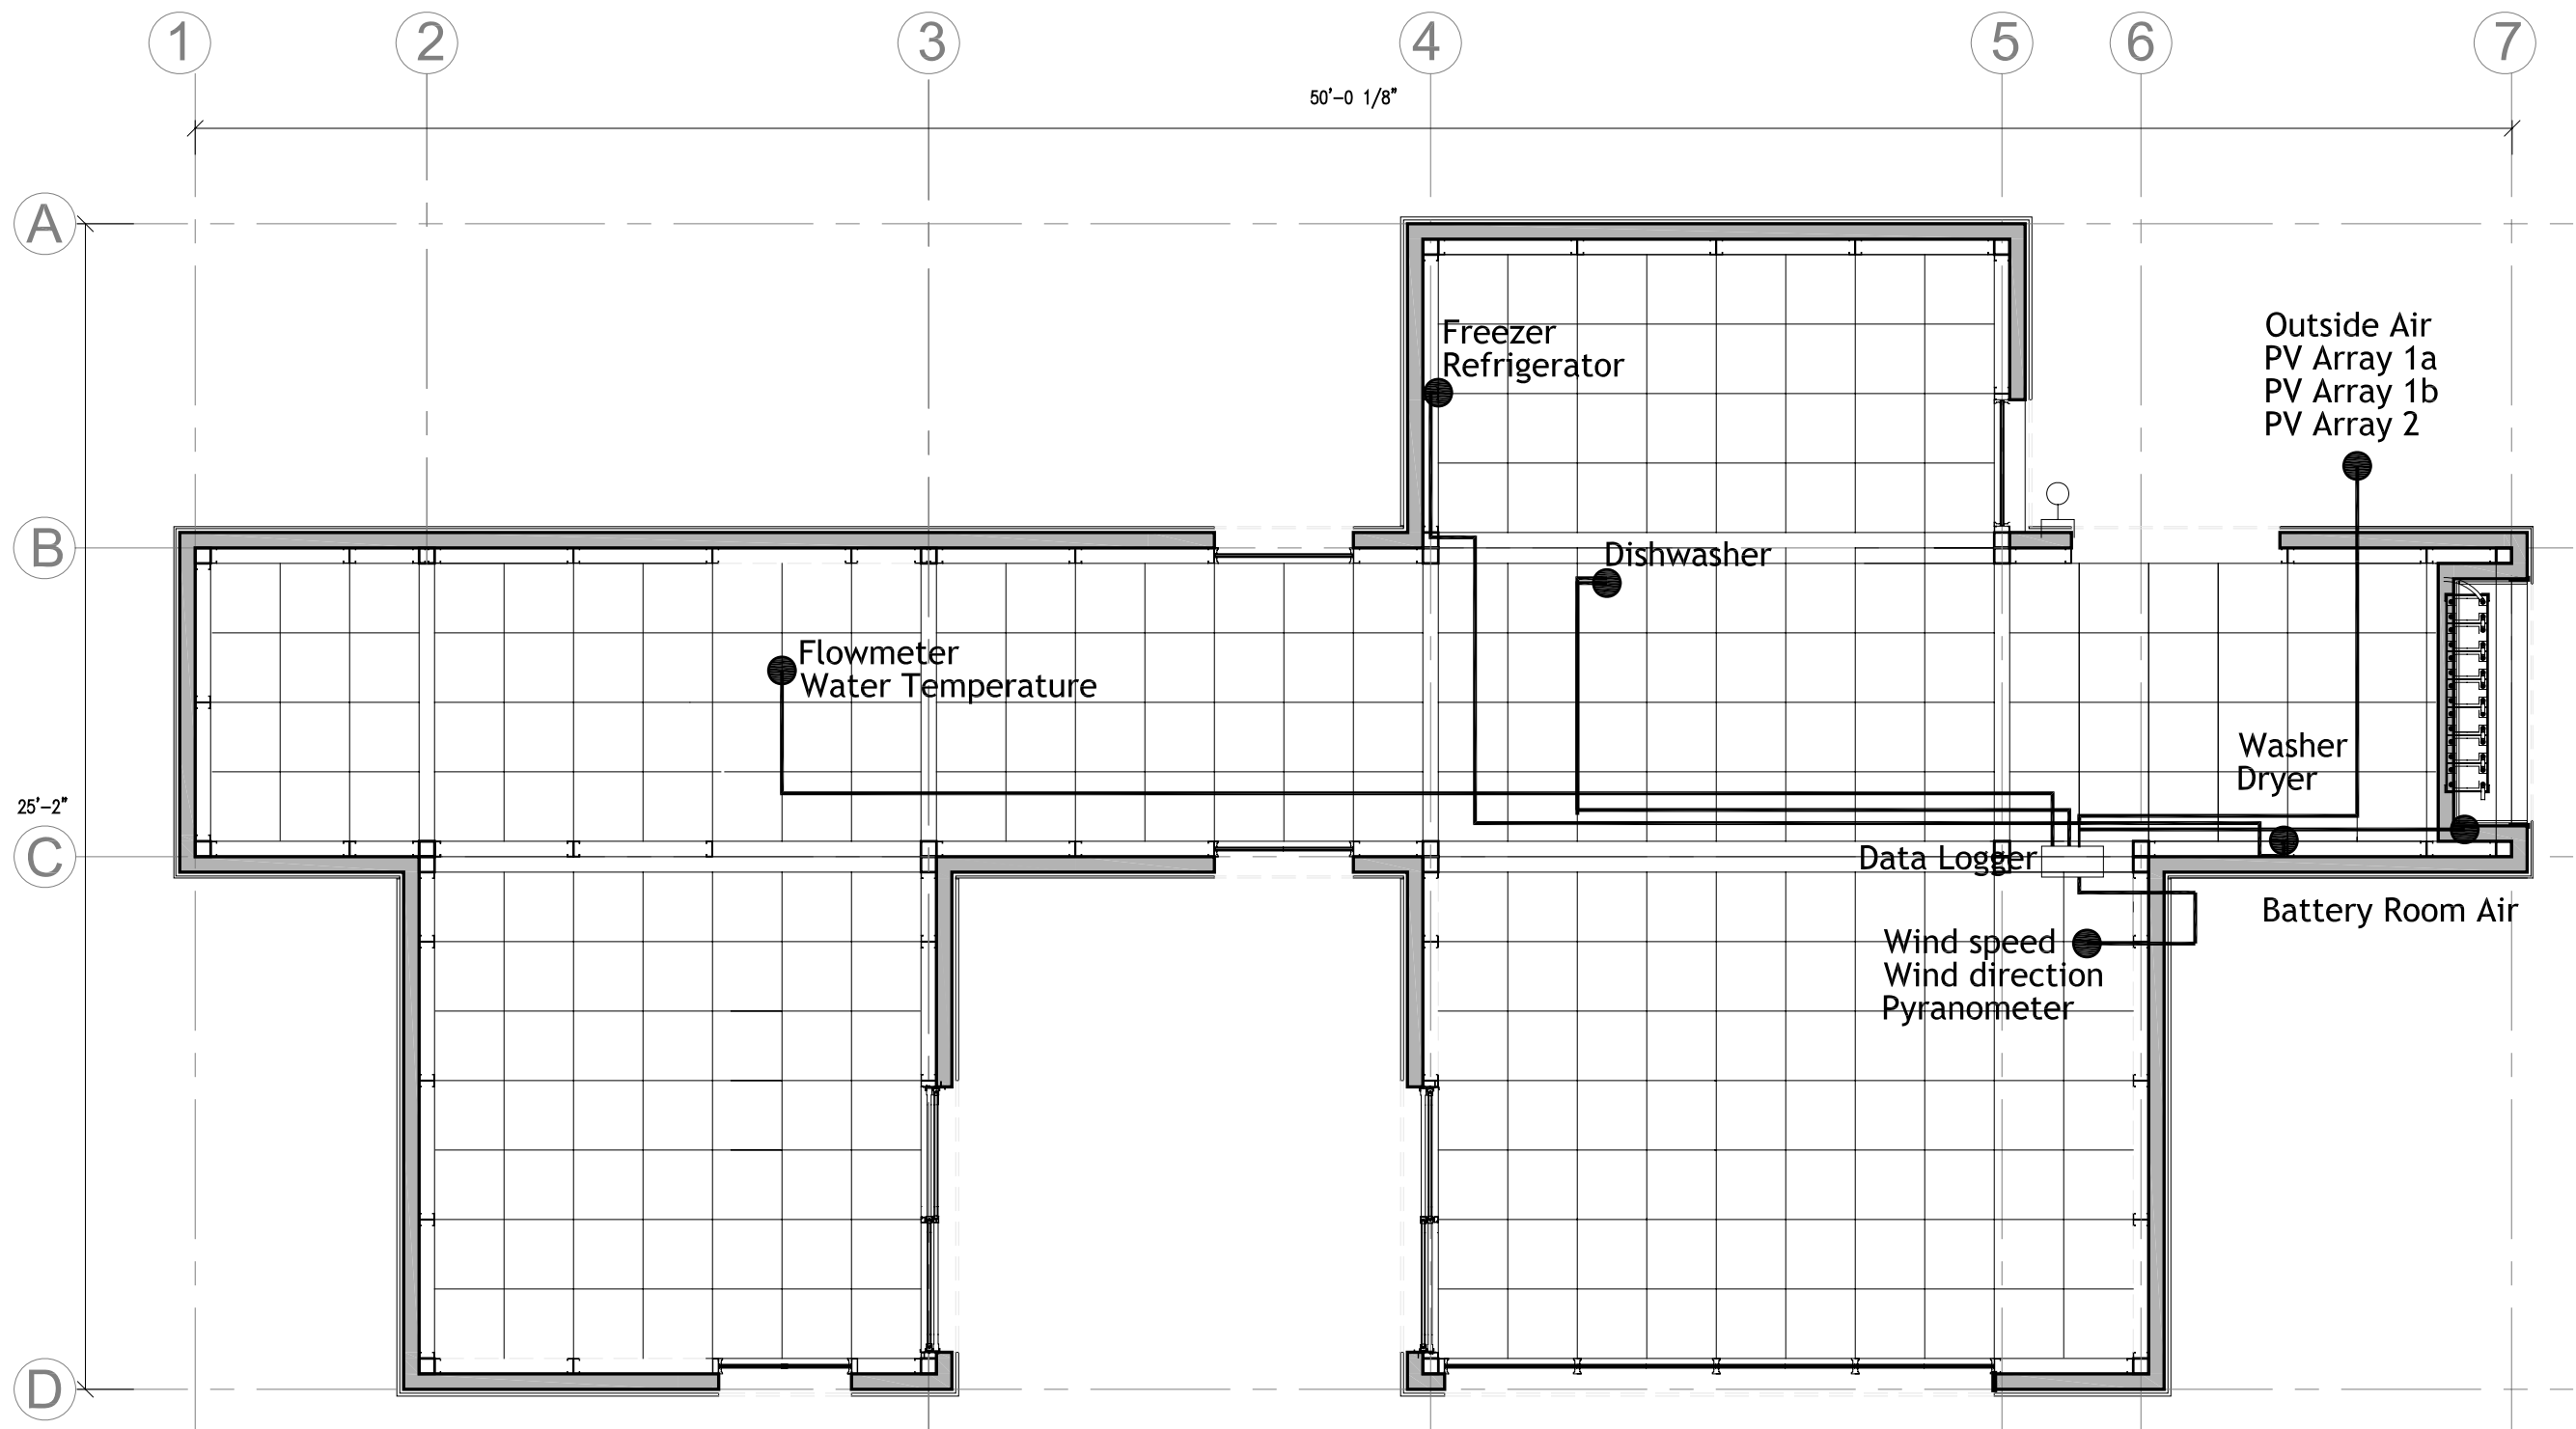 1
2
3
4
5
6
7
50'-0 1/8"
A
Freezer
Refrigerator
Outside Air
PV Array 1a
PV Array 1b
PV Array 2
B
Dishwasher
Flowmeter
Water Temperature
Washer
Dryer
25'-2"
C
Data Logger
Battery Room Air
Wind speed
Wind direction
Pyranometer
D